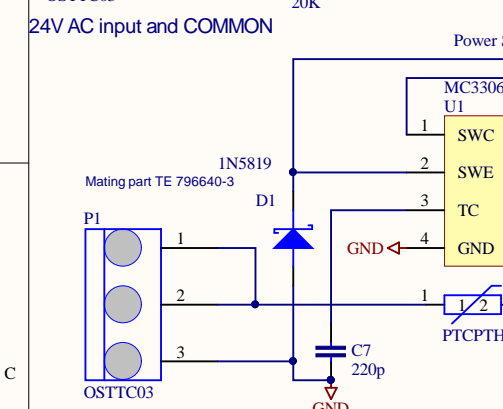 20K
24V AC input and COMMON
Power
MC3306
U1
1 SWC
1N5819
2 SWE
Mating part TE 796640-3
D1
3 TC
P1
GND 4 GND
1
2
1
1 2
PTCPTH
3
C7
220p
C
OSTTC03
GND